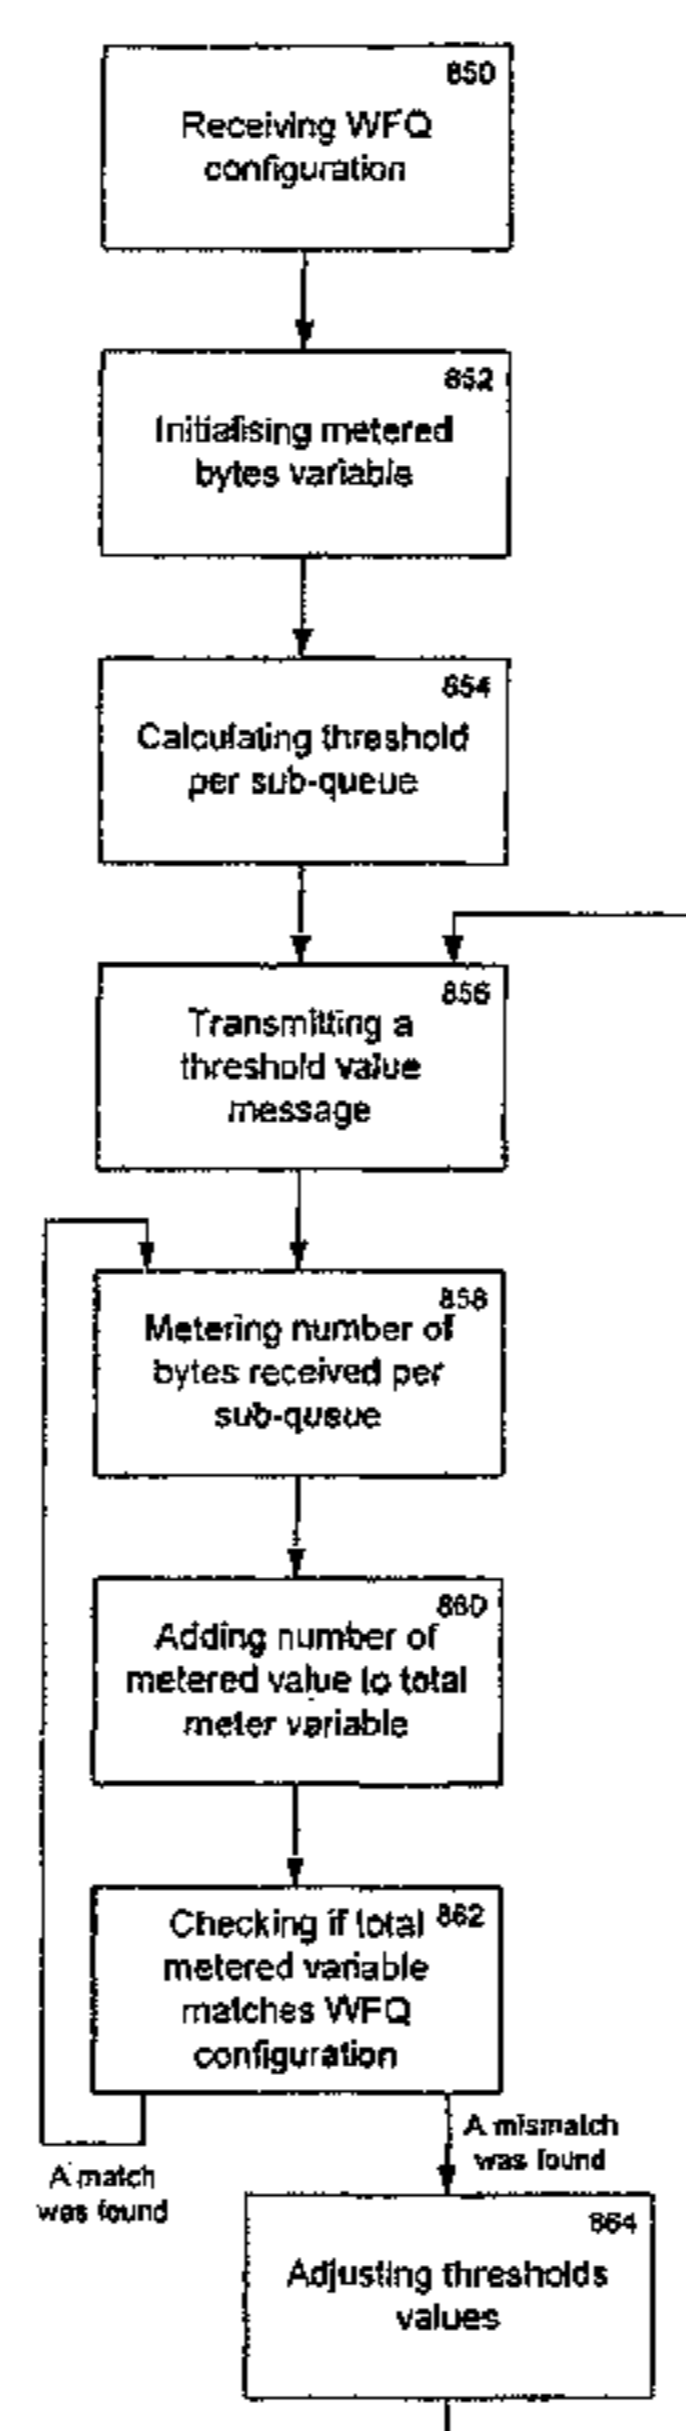 850
Receiving WFQ
configuration
852
Initialising metered
bytes variable
854
Calculating threshold
per sub-queue
856
Transmitting a
threshold value
message
858
Metering number of
bytes received per
sub-queue
860
Adding number of
metered value to total
meter variable
862
Checking if total
metered variable
matches WFQ
configuration
A mismatch
was found
A match
was found
864
Adjusting thresholds
values